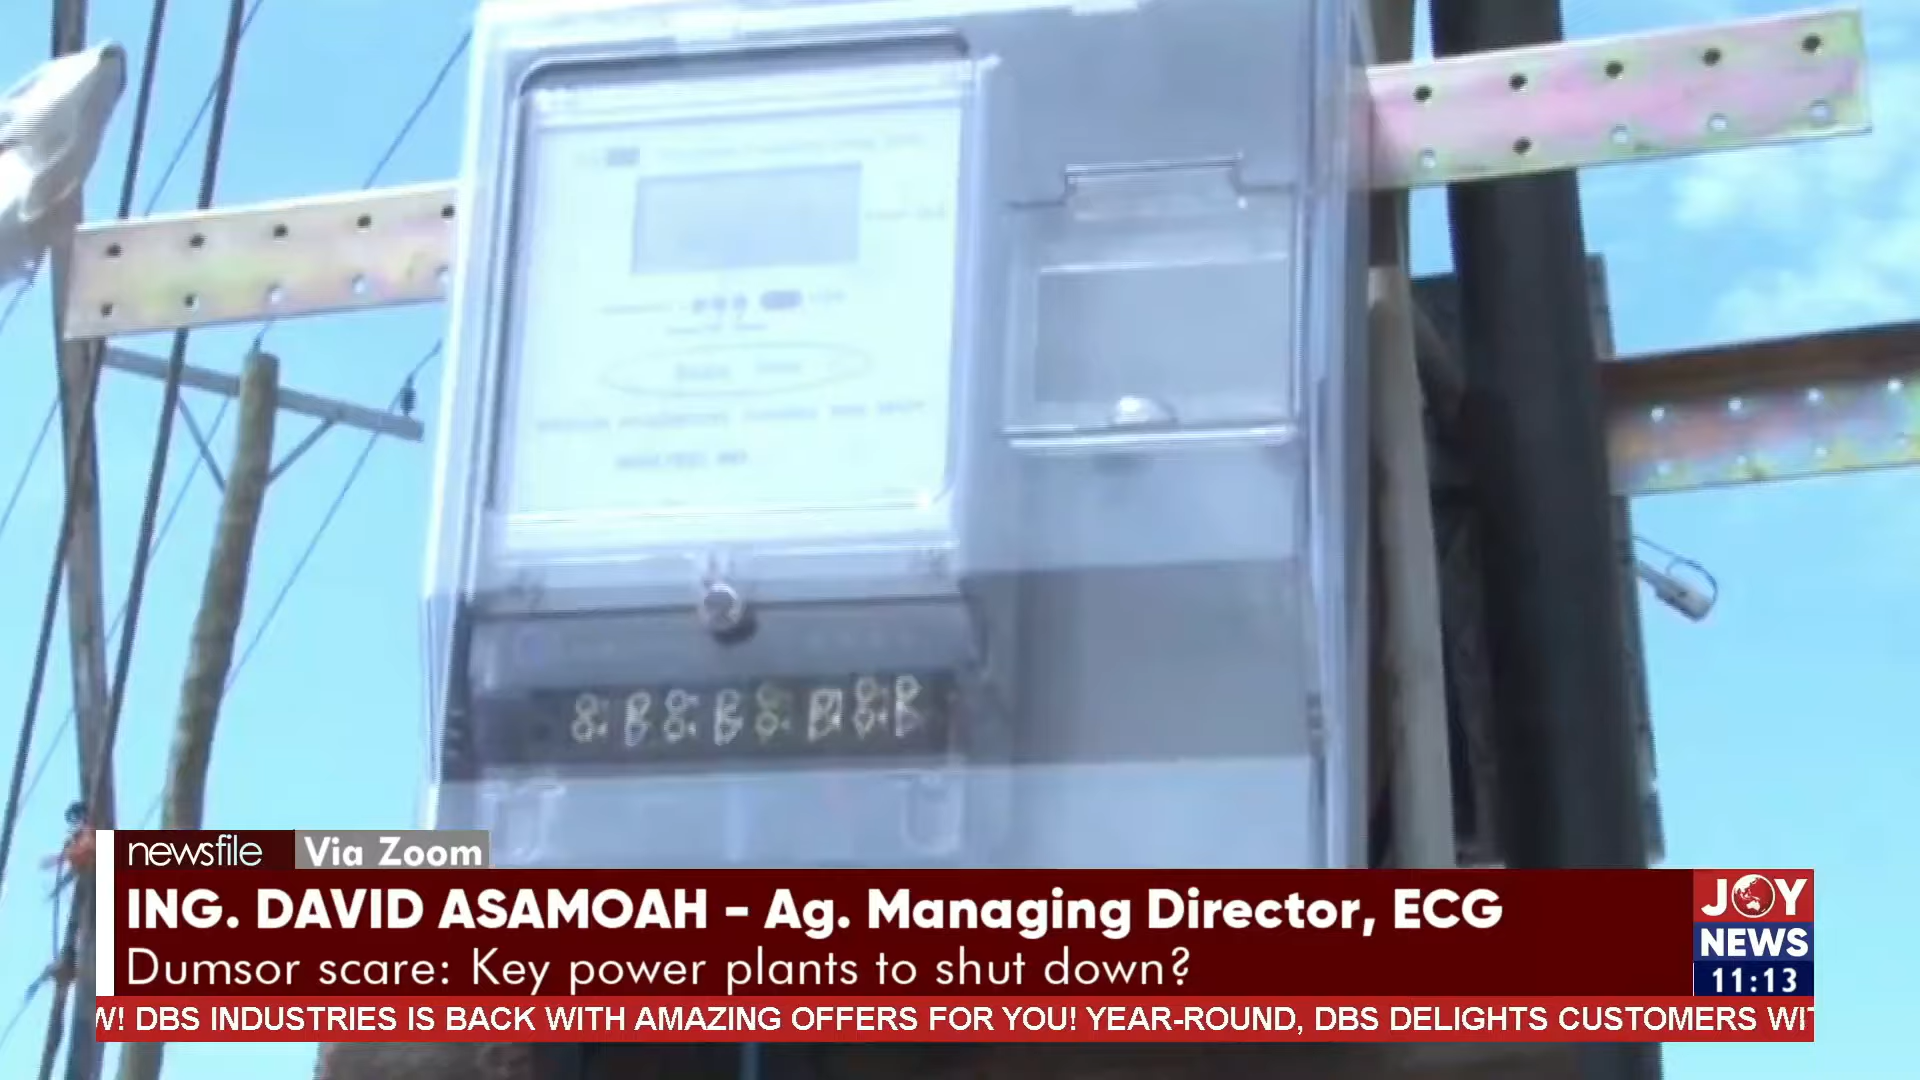 newsfile Via Zoom
ING. DAVID ASAMOAH - Ag. Managing Director, ECG
Dumsor scare: Key power plants to shut down?
JOY
NEWS
11:13
W! DBS INDUSTRIES IS BACK WITH AMAZING OFFERS FOR YOU! YEAR-ROUND, DBS DELIGHTS CUSTOMERS WIT